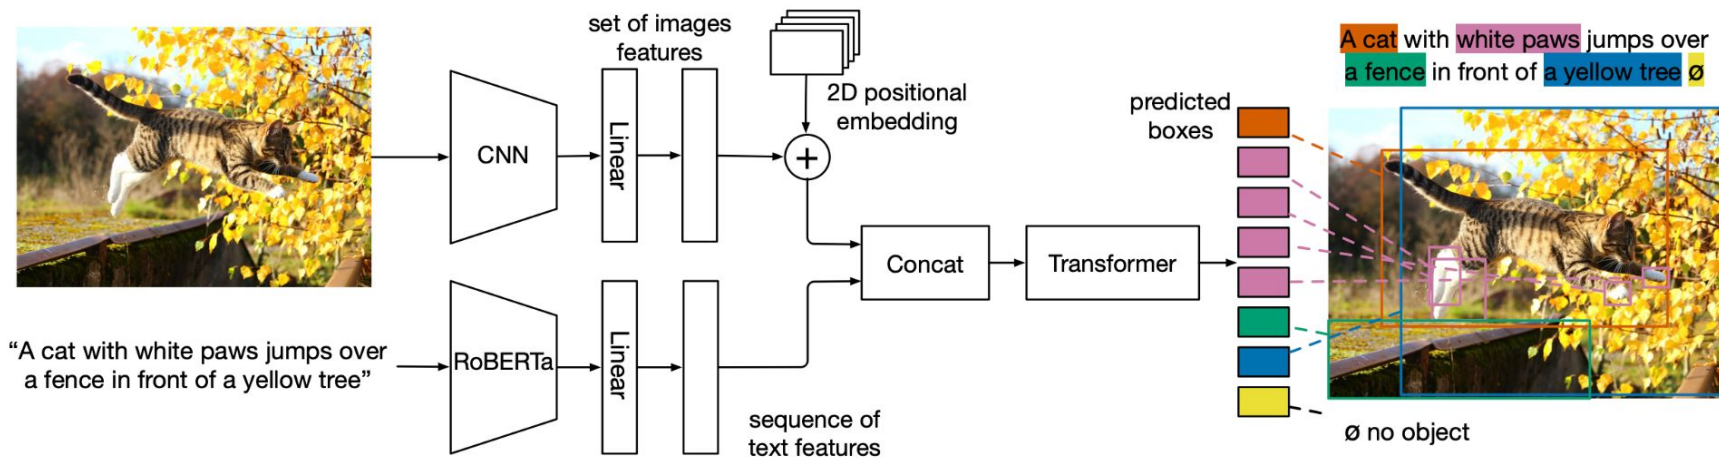 set of images
features
2D positional
embedding
CNN
Linear
+
Concat
Transformer
"A cat with white paws jumps over
a fence in front of a yellow tree"
RoBERTa
Linear
sequence of
text features
predicted
boxes
A cat with white paws jumps over
a fence in front of a yellow tree ø
ø no object